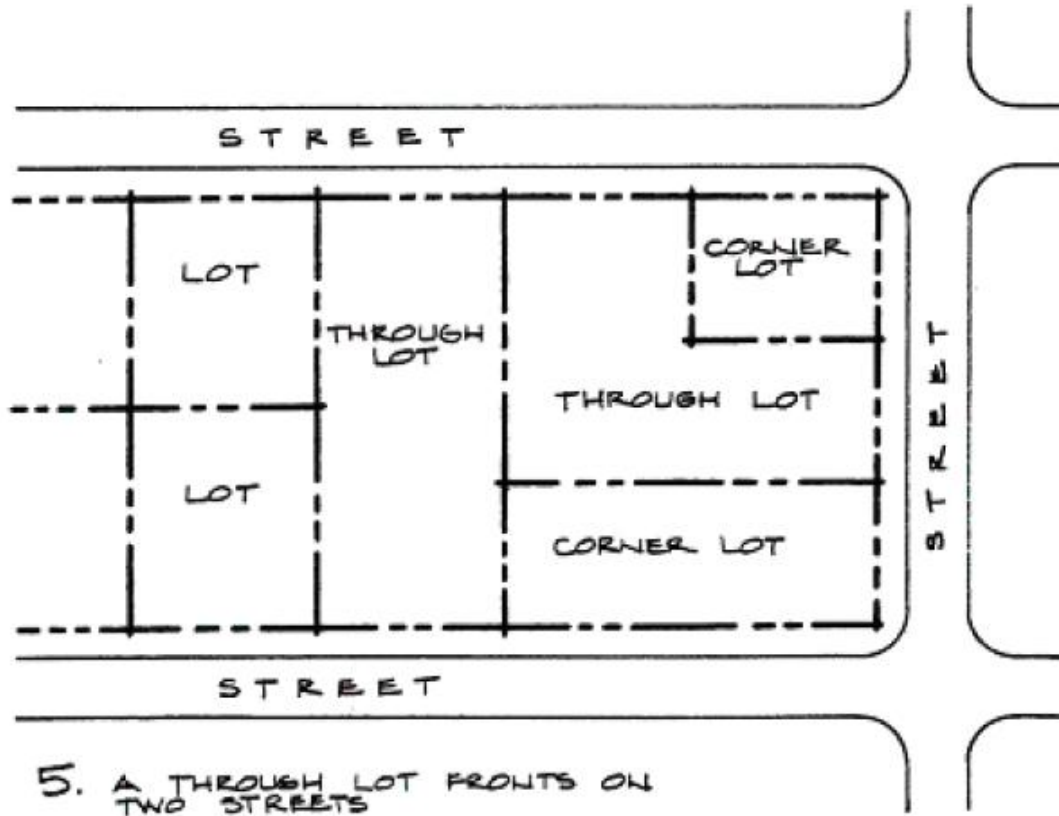 STREET
LOT
CORNER
LOT
THROUGH
LOT
THROUGH LOT
STREET
LOT
CORNER LOT
STREET
5. A THROUGH LOT FRONTS ON
TWO STREETS